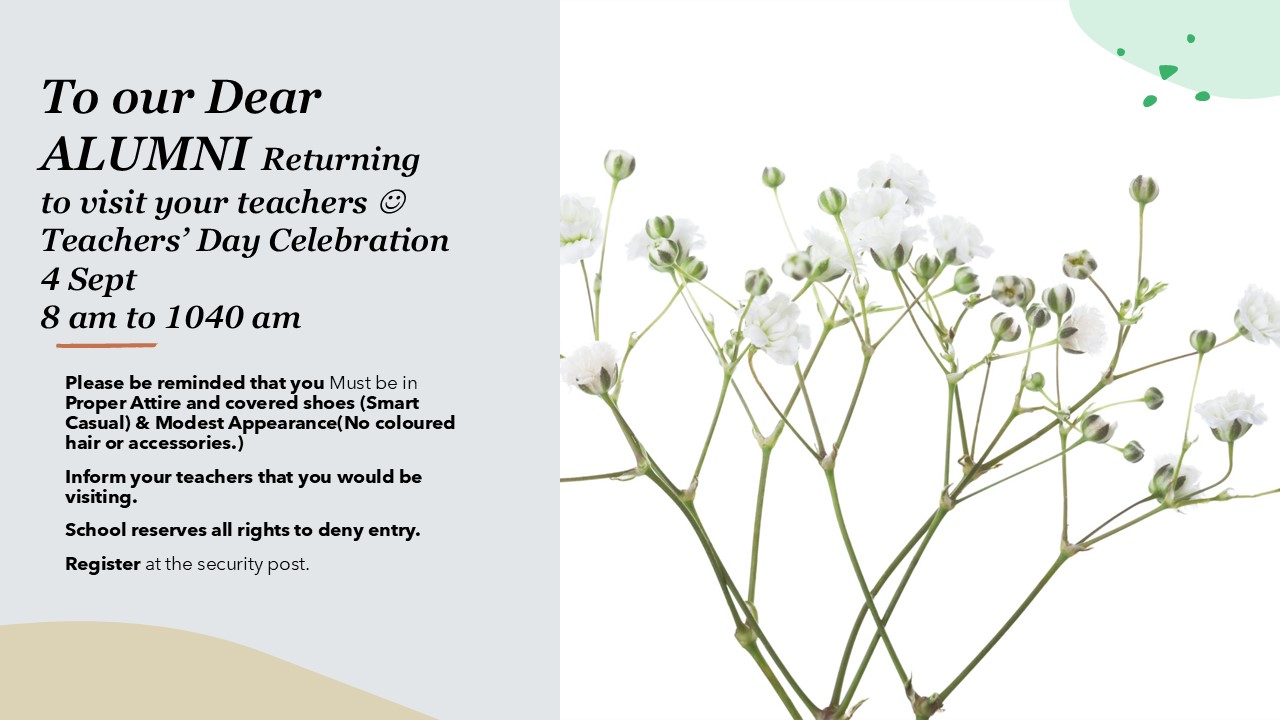 To our Dear
ALUMNI Returning
to visit your teachers ☺
Teachers’ Day Celebration
4 Sept
8 am to 1040 am
Please be reminded that you Must be in
Proper Attire and covered shoes (Smart
Casual) & Modest Appearance(No coloured
hair or accessories.)
Inform your teachers that you would be
visiting.
School reserves all rights to deny entry.
Register at the security post.